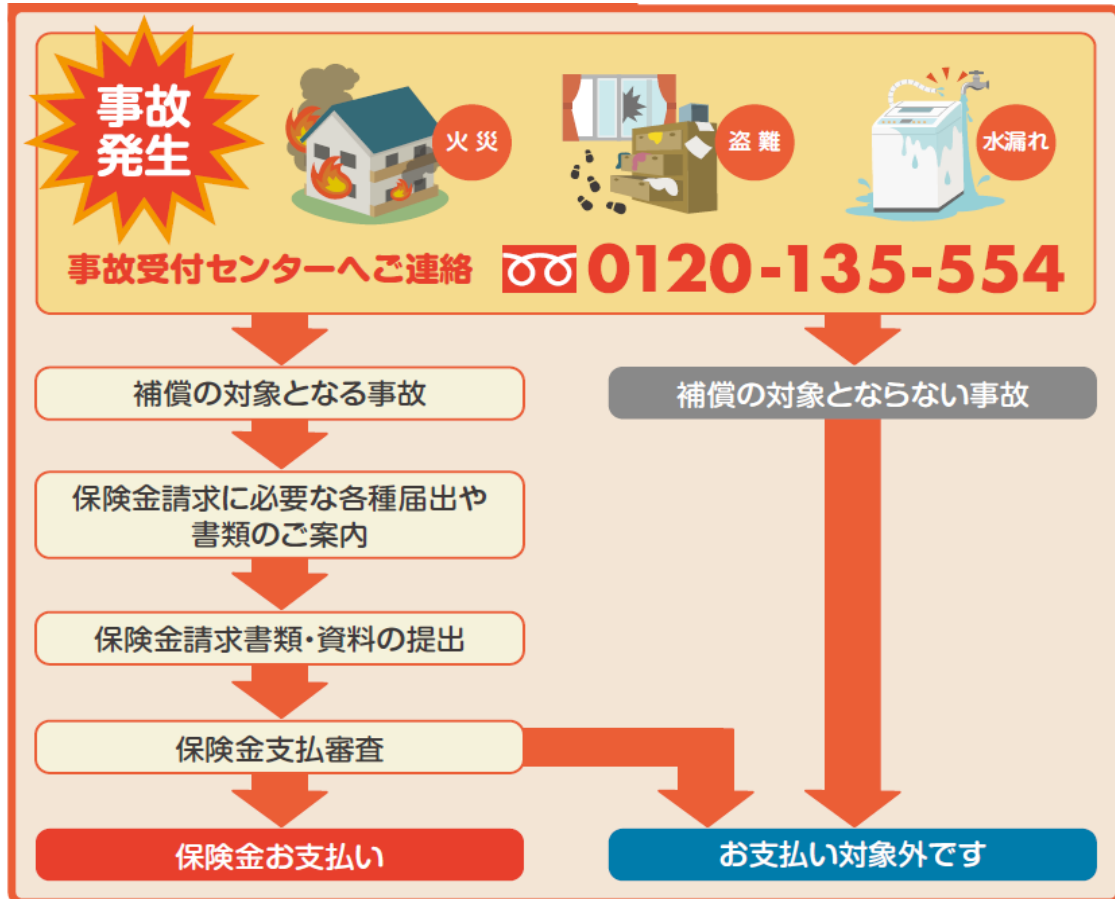 事故
発生
火災
盗難
水漏れ
事故受付センターへご連絡 0120-135-554
補償の対象となる事故
補償の対象とならない事故
保険金請求に必要な各種届出や
書類のご案内
保険金請求書類・資料の提出
保険金支払審査
保険金お支払い
お支払い対象外です